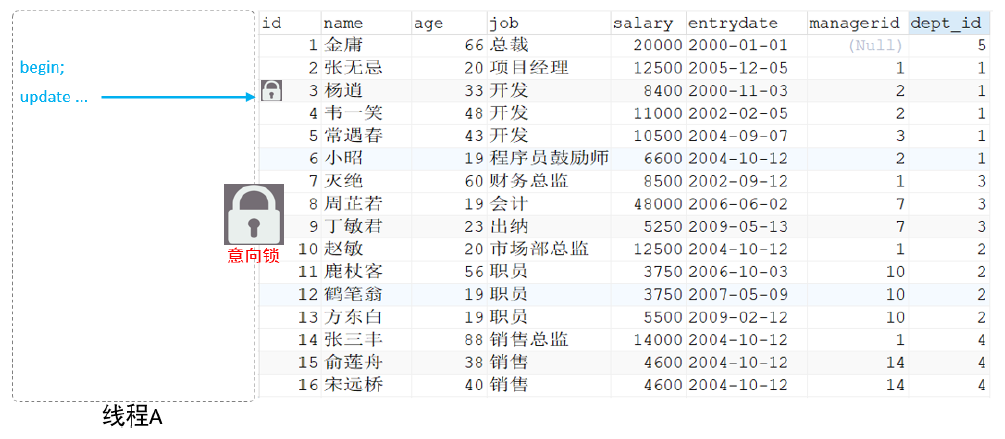 id name age job salary entrydate managerid dept_id
1 金庸 66 总裁 20000 2000-01-01 (Null) 5
begin;
2 张无忌 20 项目经理 12500 2005-12-05 1 1
update ...
3 杨逍 33 开发 8400 2000-11-03 2 1
4 韦一笑 48 开发 11000 2002-02-05 2 1
5 常遇春 43 开发 10500 2004-09-07 3 1
6 小昭 19 程序员鼓励师 6600 2004-10-12 2 1
7 灭绝 60 财务总监 8500 2002-09-12 1 3
8 周芷若 19 会计 48000 2006-06-02 7 3
9 丁敏君 23 出纳 5250 2009-05-13 7 3
意向锁
10 赵敏 20 市场部总监 12500 2004-10-12 1 2
11 鹿杖客 56 职员 3750 2006-10-03 10 2
12 鹤笔翁 19 职员 3750 2007-05-09 10 2
13 方东白 19 职员 5500 2009-02-12 10 2
14 张三丰 88 销售总监 14000 2004-10-12 1 4
15 俞莲舟 38 销售 4600 2004-10-12 14 4
16 宋远桥 40 销售 4600 2004-10-12 14 4
线程A